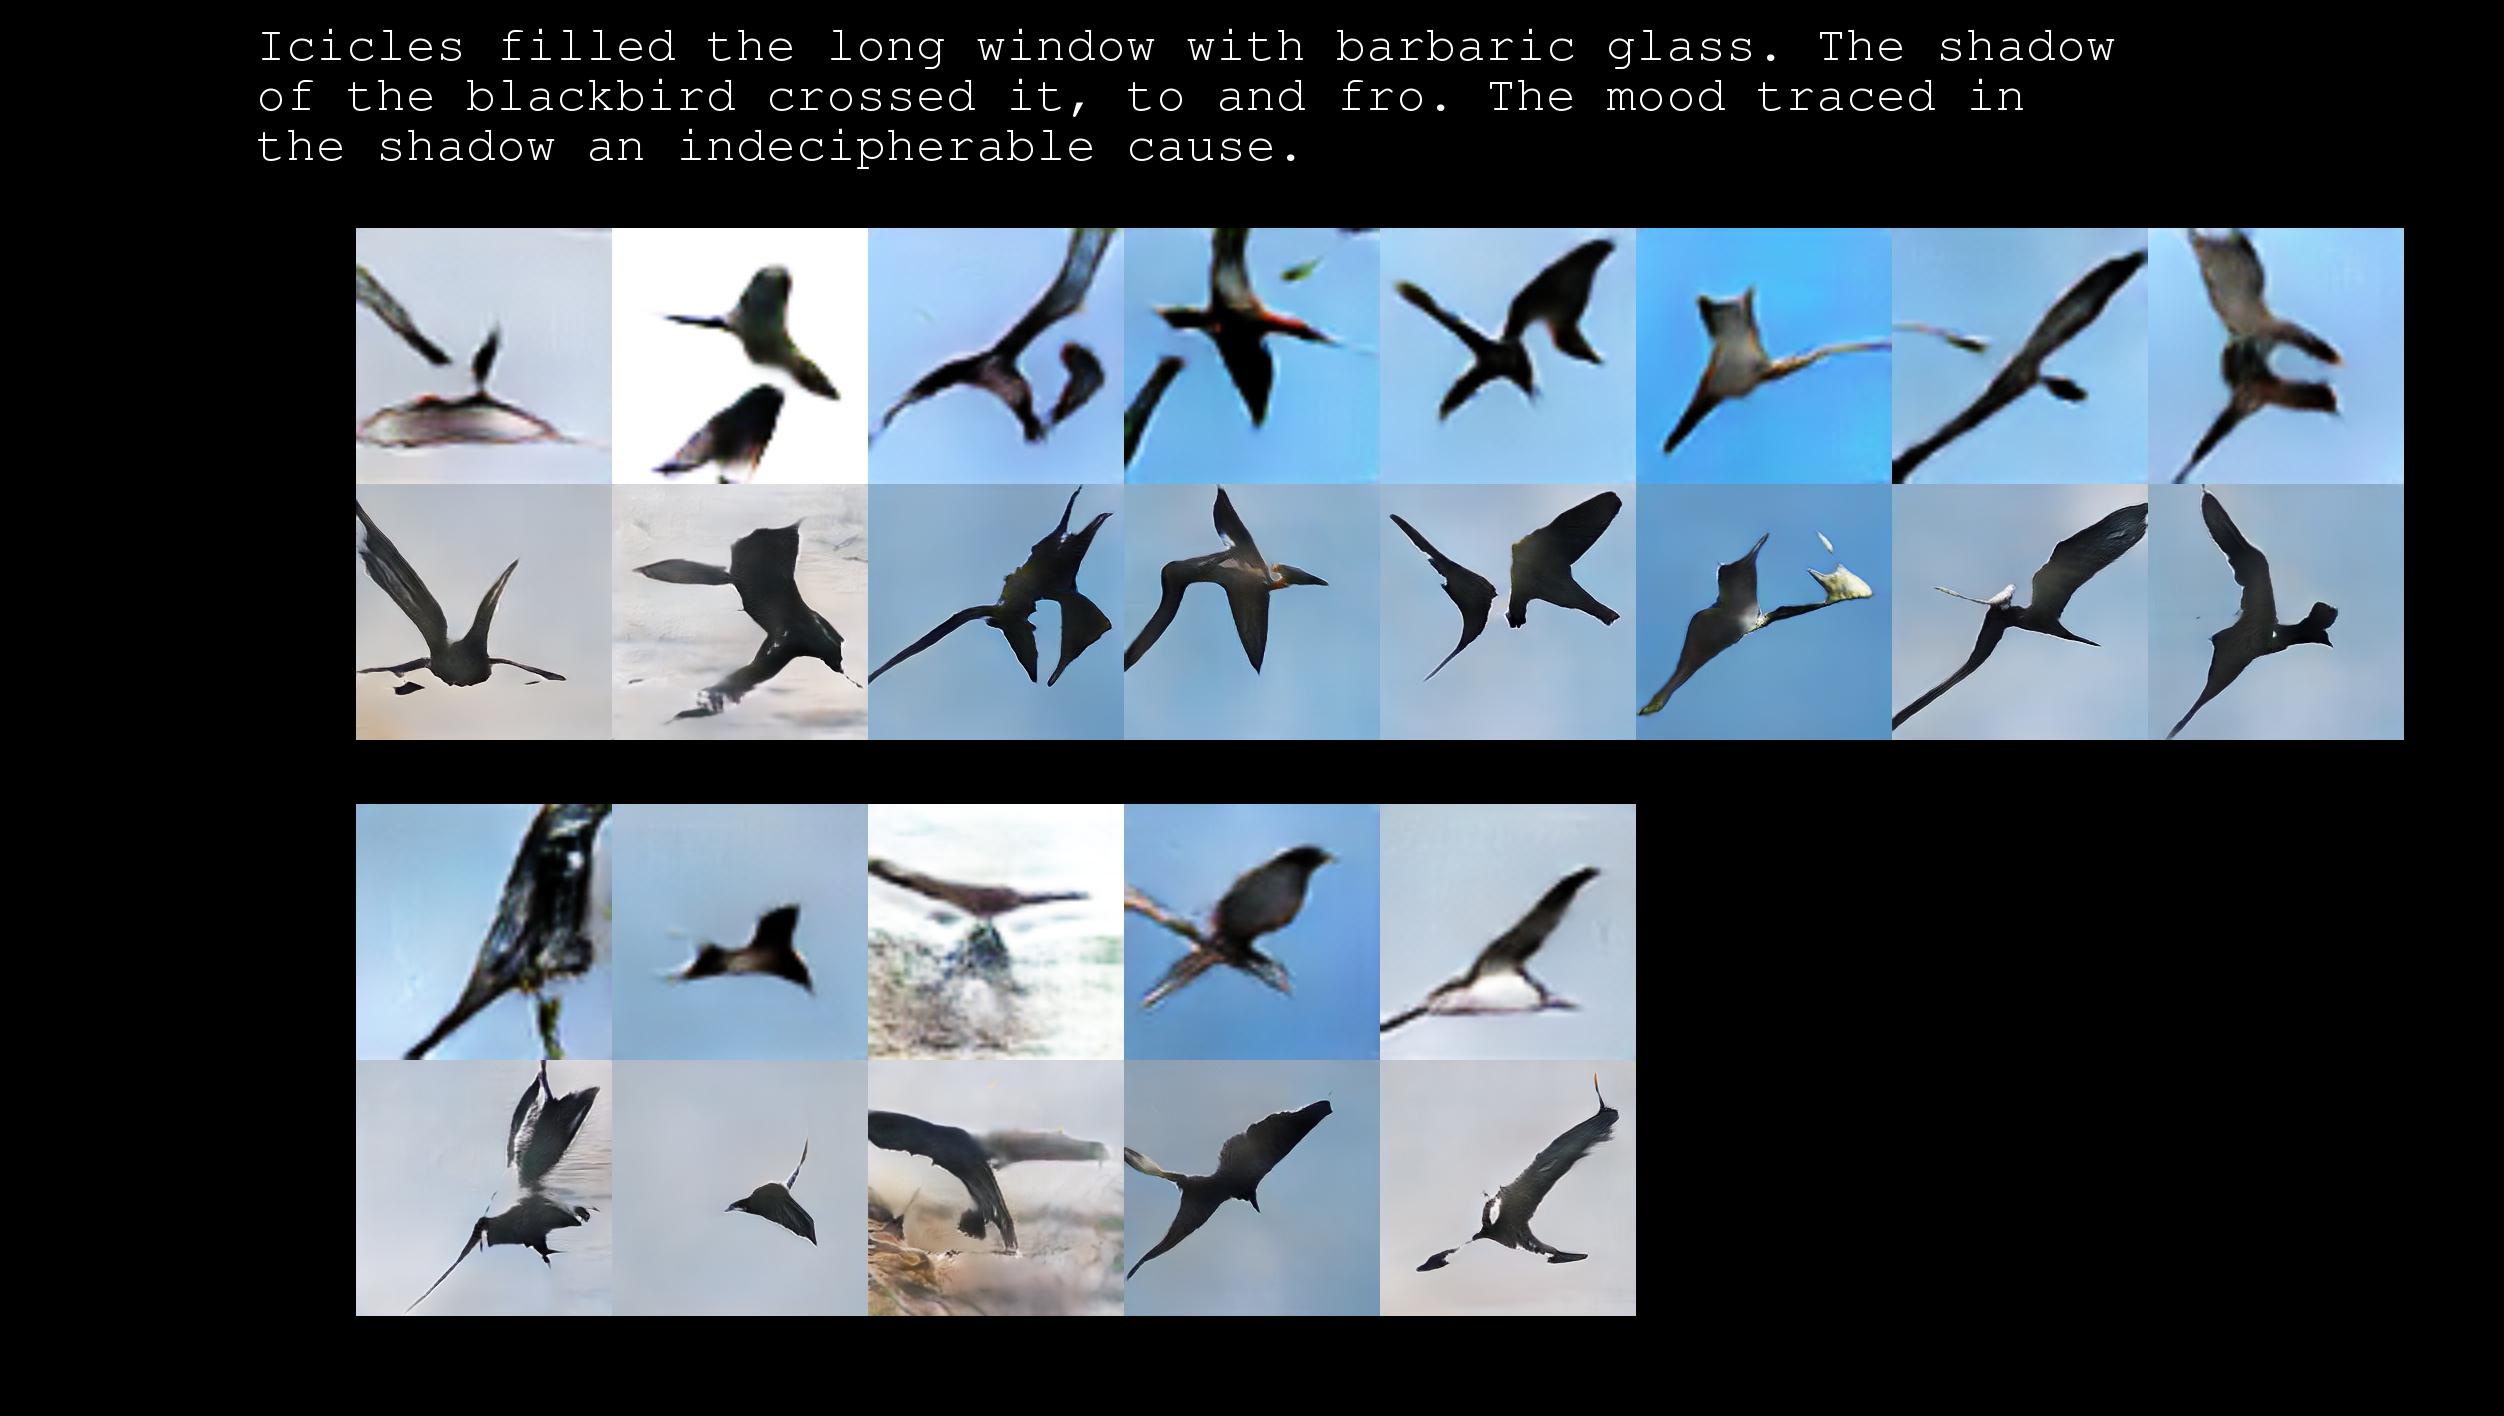 Icicles filled the long window with barbaric glass. The shadow
of the blackbird crossed it, to and fro. The mood traced in
the shadow an indecipherable cause.